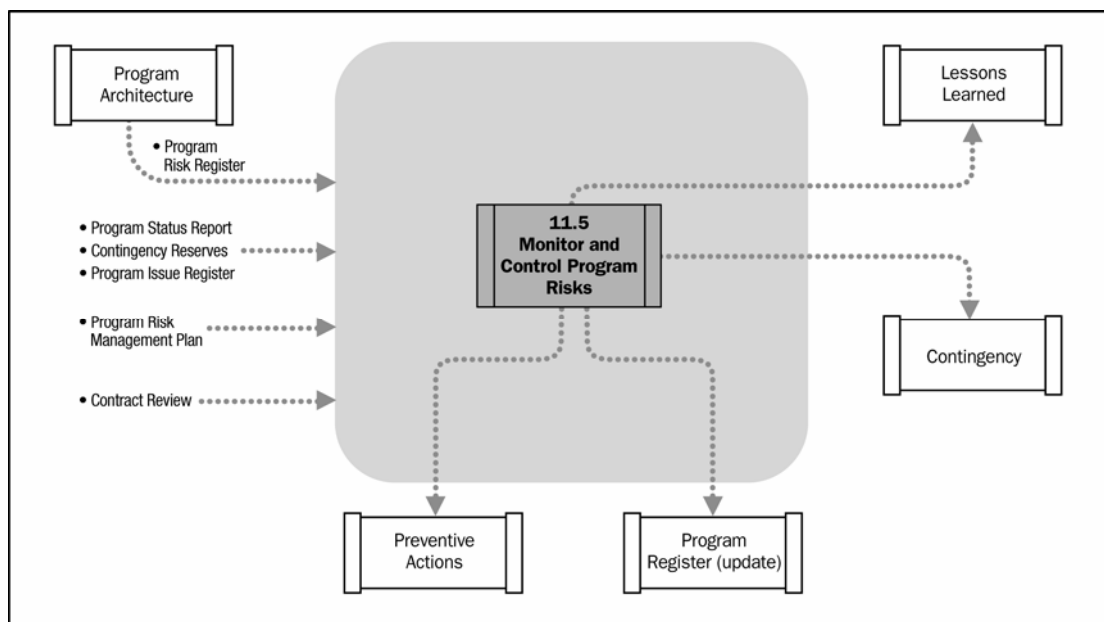 Program
Architecture
• Program
Risk Register
• Program Status Report
• Contingency Reserves
• Program Issue Register
• Program Risk
Management Plan
• Contract Review
11.5
Monitor and
Control Program
Risks
Lessons
Learned
Contingency
Preventive
Actions
Program
Register (update)